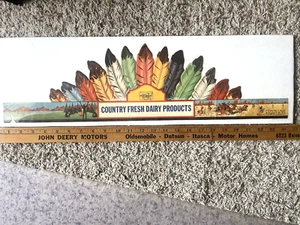 COUNTRY FRESH DAIRY PRODUCTS
JOHN DEERY MOTORS Oldsmobile - Datsun - Itasca - Motor Homes